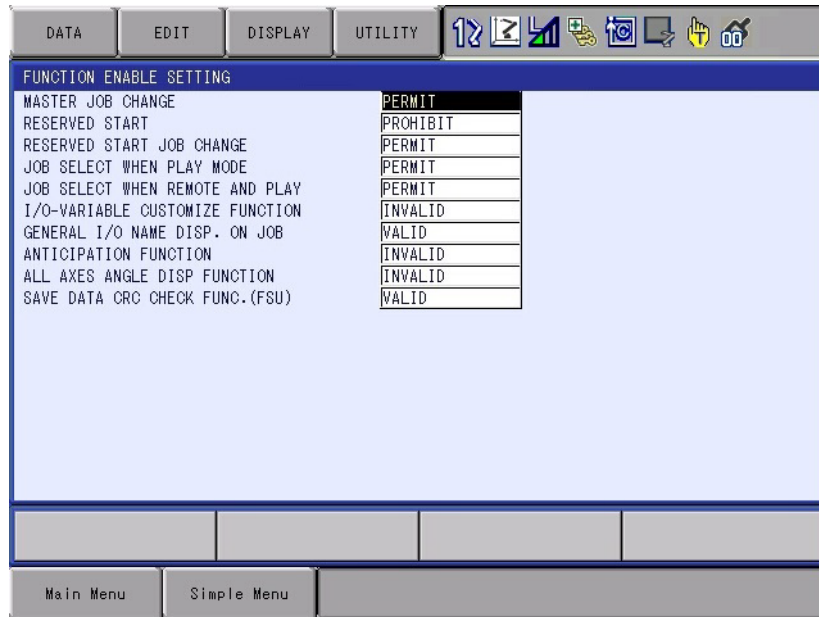 DATA EDIT DISPLAY UTILITY
FUNCTION ENABLE SETTING
MASTER JOB CHANGE PERMIT
RESERVED START PROHIBIT
RESERVED START JOB CHANGE PERMIT
JOB SELECT WHEN PLAY MODE PERMIT
JOB SELECT WHEN REMOTE AND PLAY PERMIT
I/O-VARIABLE CUSTOMIZE FUNCTION INVALID
GENERAL I/O NAME DISP. ON JOB VALID
ANTICIPATION FUNCTION INVALID
ALL AXES ANGLE DISP FUNCTION INVALID
SAVE DATA CRC CHECK FUNC.(FSU) VALID
Main Menu Simple Menu